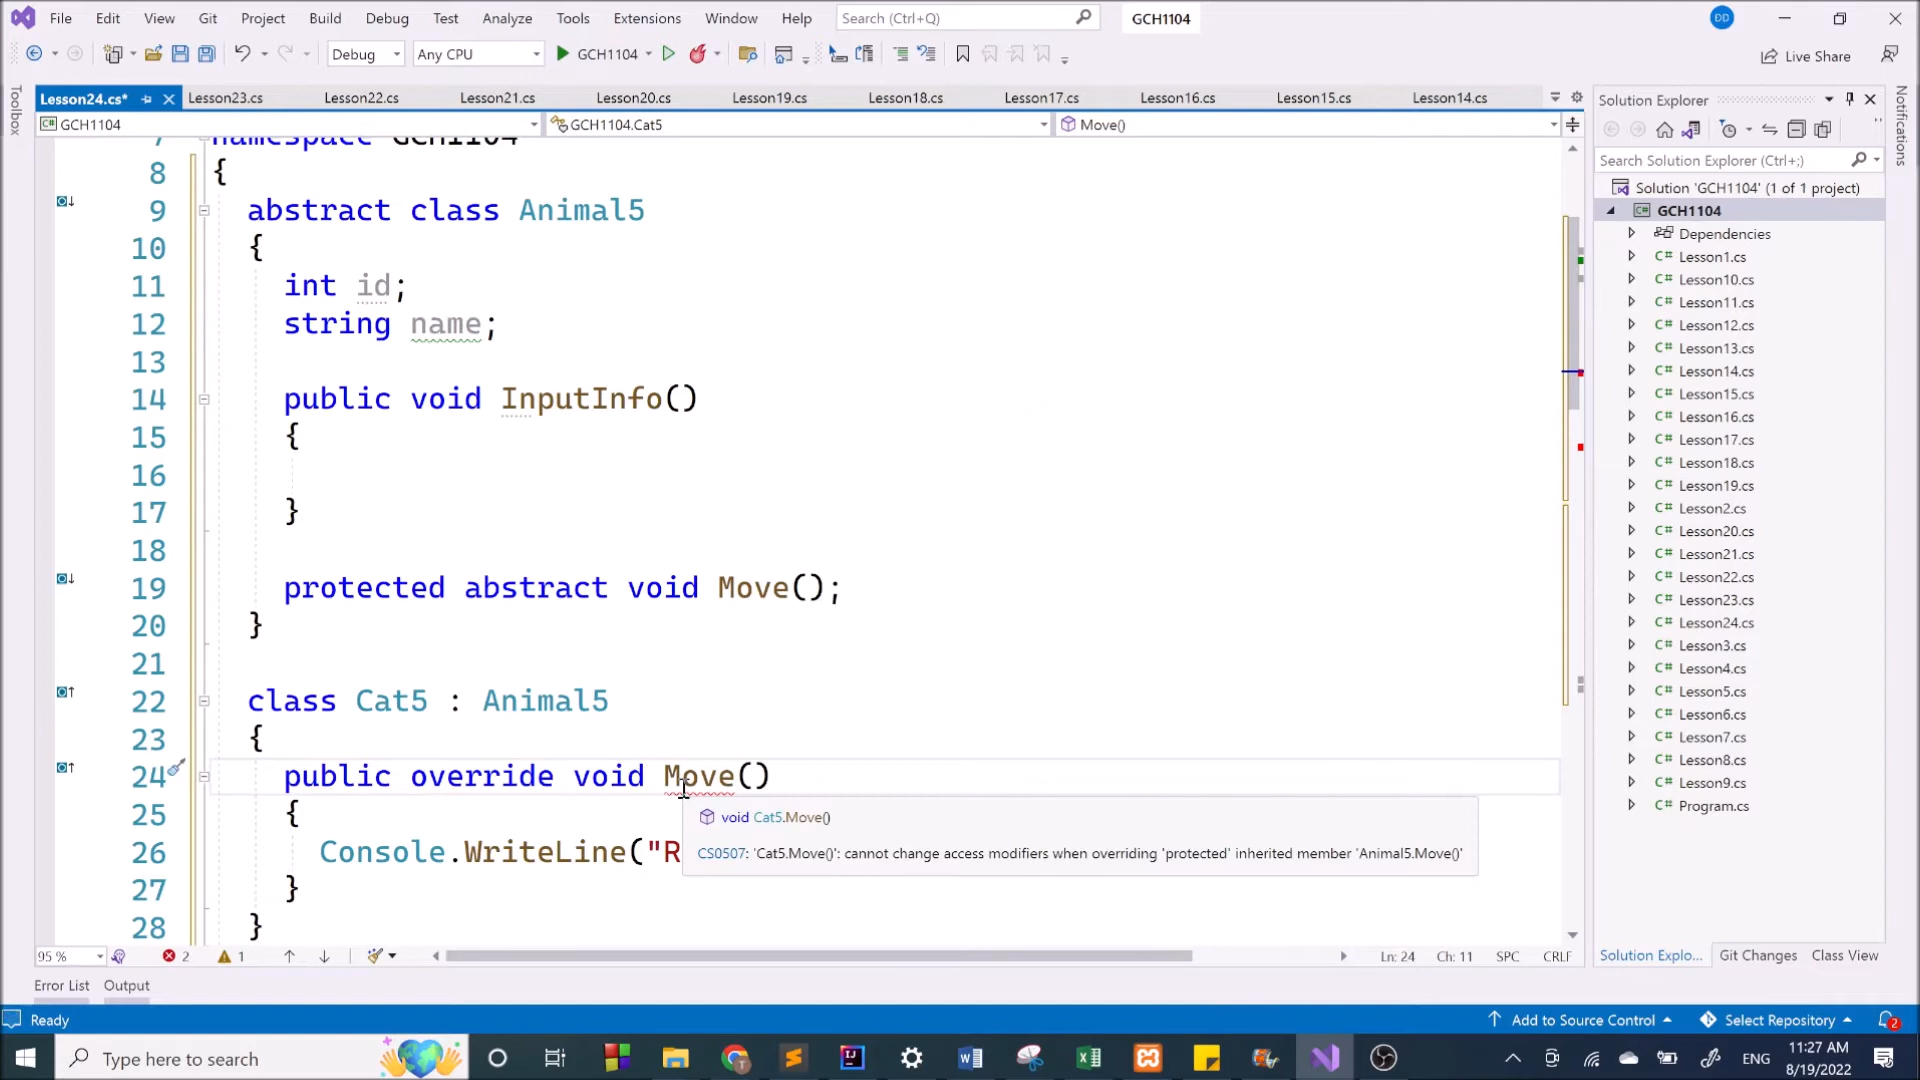 File Edit View Git Project Build Debug Test Analyze Tools Extensions Window Help Search (Ctrl+Q) GCH1104 DD
Debug Any CPU GCH1104 Live Share
Toolbox
Lesson24.cs* Lesson23.cs Lesson22.cs Lesson21.cs Lesson20.cs Lesson19.cs Lesson18.cs Lesson17.cs Lesson16.cs Lesson15.cs Lesson14.cs
GCH1104 GCH1104.Cat5 Move()
7 namespace GCH1104
8 {
9 abstract class Animal5
10 {
11 int id;
12 string name;
13
14 public void InputInfo()
15 {
16
17 }
18
19 protected abstract void Move();
20 }
21
22 class Cat5 : Animal5
23 {
24 public override void Move()
25 {
26 Console.WriteLine("R
27 }
28 }
void Cat5.Move()
CS0507: 'Cat5.Move()': cannot change access modifiers when overriding 'protected' inherited member 'Animal5.Move()'
95 % 2 1 Ln: 24 Ch: 11 SPC CRLF
Error List Output
Solution Explorer
Search Solution Explorer (Ctrl+;)
Solution 'GCH1104' (1 of 1 project)
GCH1104
Dependencies
C# Lesson1.cs
C# Lesson10.cs
C# Lesson11.cs
C# Lesson12.cs
C# Lesson13.cs
C# Lesson14.cs
C# Lesson15.cs
C# Lesson16.cs
C# Lesson17.cs
C# Lesson18.cs
C# Lesson19.cs
C# Lesson2.cs
C# Lesson20.cs
C# Lesson21.cs
C# Lesson22.cs
C# Lesson23.cs
C# Lesson24.cs
C# Lesson3.cs
C# Lesson4.cs
C# Lesson5.cs
C# Lesson6.cs
C# Lesson7.cs
C# Lesson8.cs
C# Lesson9.cs
C# Program.cs
Solution Explo... Git Changes Class View
Notifications
Ready Add to Source Control Select Repository 2
Type here to search ENG 11:27 AM
8/19/2022